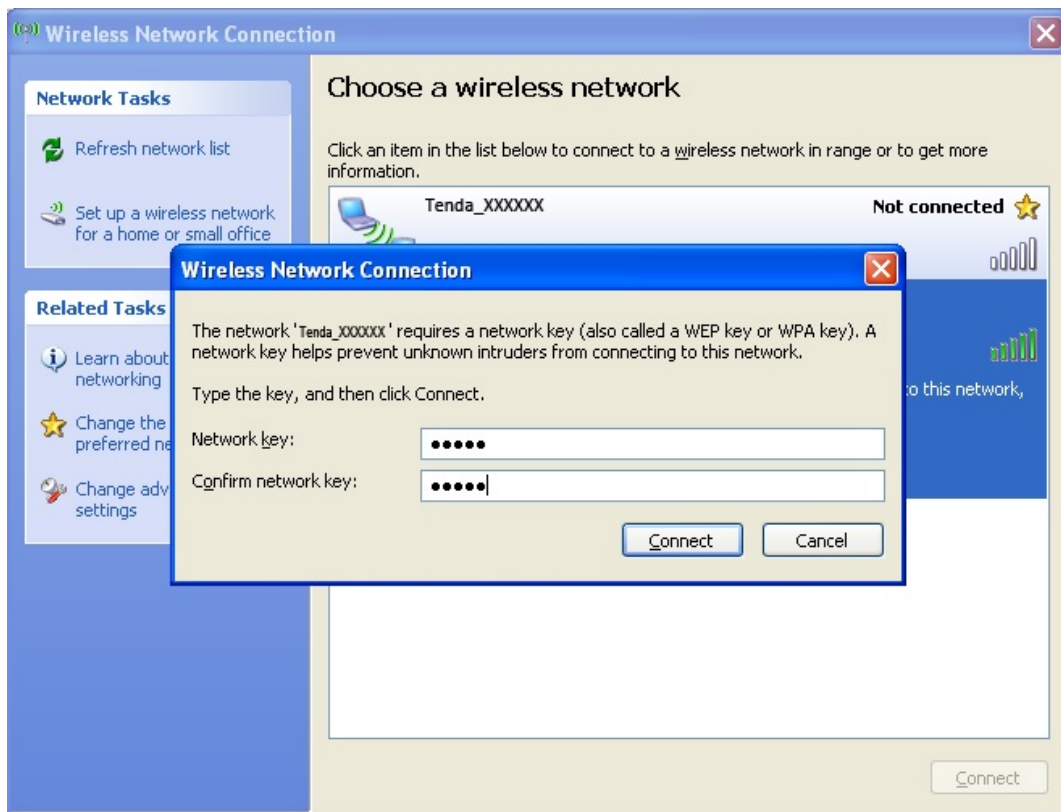 Wireless Network Connection
Network Tasks
Refresh network list
Set up a wireless network
for a home or small office
Related Tasks
Learn about
networking
Change the
preferred ne
Change adv
settings
Choose a wireless network
Click an item in the list below to connect to a wireless network in range or to get more
information.
Tenda_XXXXXX
Not connected
o this network,
Wireless Network Connection
The network 'Tenda_XXXXXX' requires a network key (also called a WEP key or WPA key). A
network key helps prevent unknown intruders from connecting to this network.
Type the key, and then click Connect.
Network key: •••••
Confirm network key: •••••
Connect Cancel
Connect